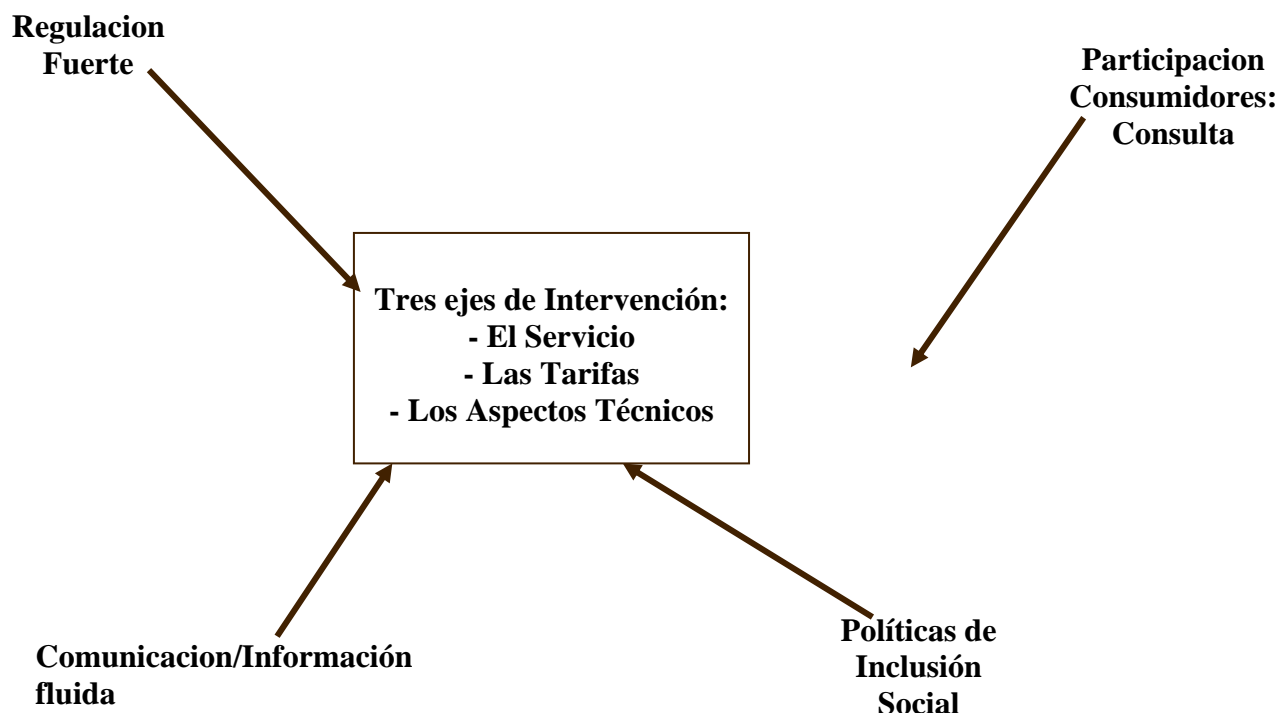 Regulacion
Fuerte
Participacion
Consumidores:
Consulta
Tres ejes de Intervención:
- El Servicio
- Las Tarifas
- Los Aspectos Técnicos
Comunicacion/Información
fluida
Políticas de
Inclusión
Social